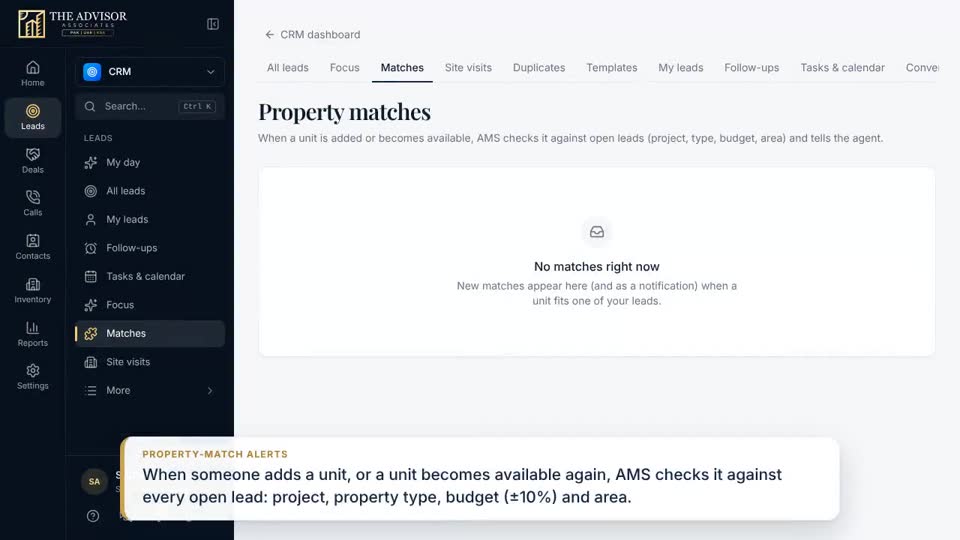 THE ADVISOR
ASSOCIATES
Home
Leads
Deals
Calls
Contacts
Inventory
Reports
Settings
CRM
Search...
Ctrl K
LEADS
My day
All leads
My leads
Follow-ups
Tasks & calendar
Focus
Matches
Site visits
More
SA
CRM dashboard
All leads
Focus
Matches
Site visits
Duplicates
Templates
My leads
Follow-ups
Tasks & calendar
Conve
Property matches
When a unit is added or becomes available, AMS checks it against open leads (project, type, budget, area) and tells the agent.
No matches right now
New matches appear here (and as a notification) when a
unit fits one of your leads.
PROPERTY-MATCH ALERTS
When someone adds a unit, or a unit becomes available again, AMS checks it against
every open lead: project, property type, budget (±10%) and area.